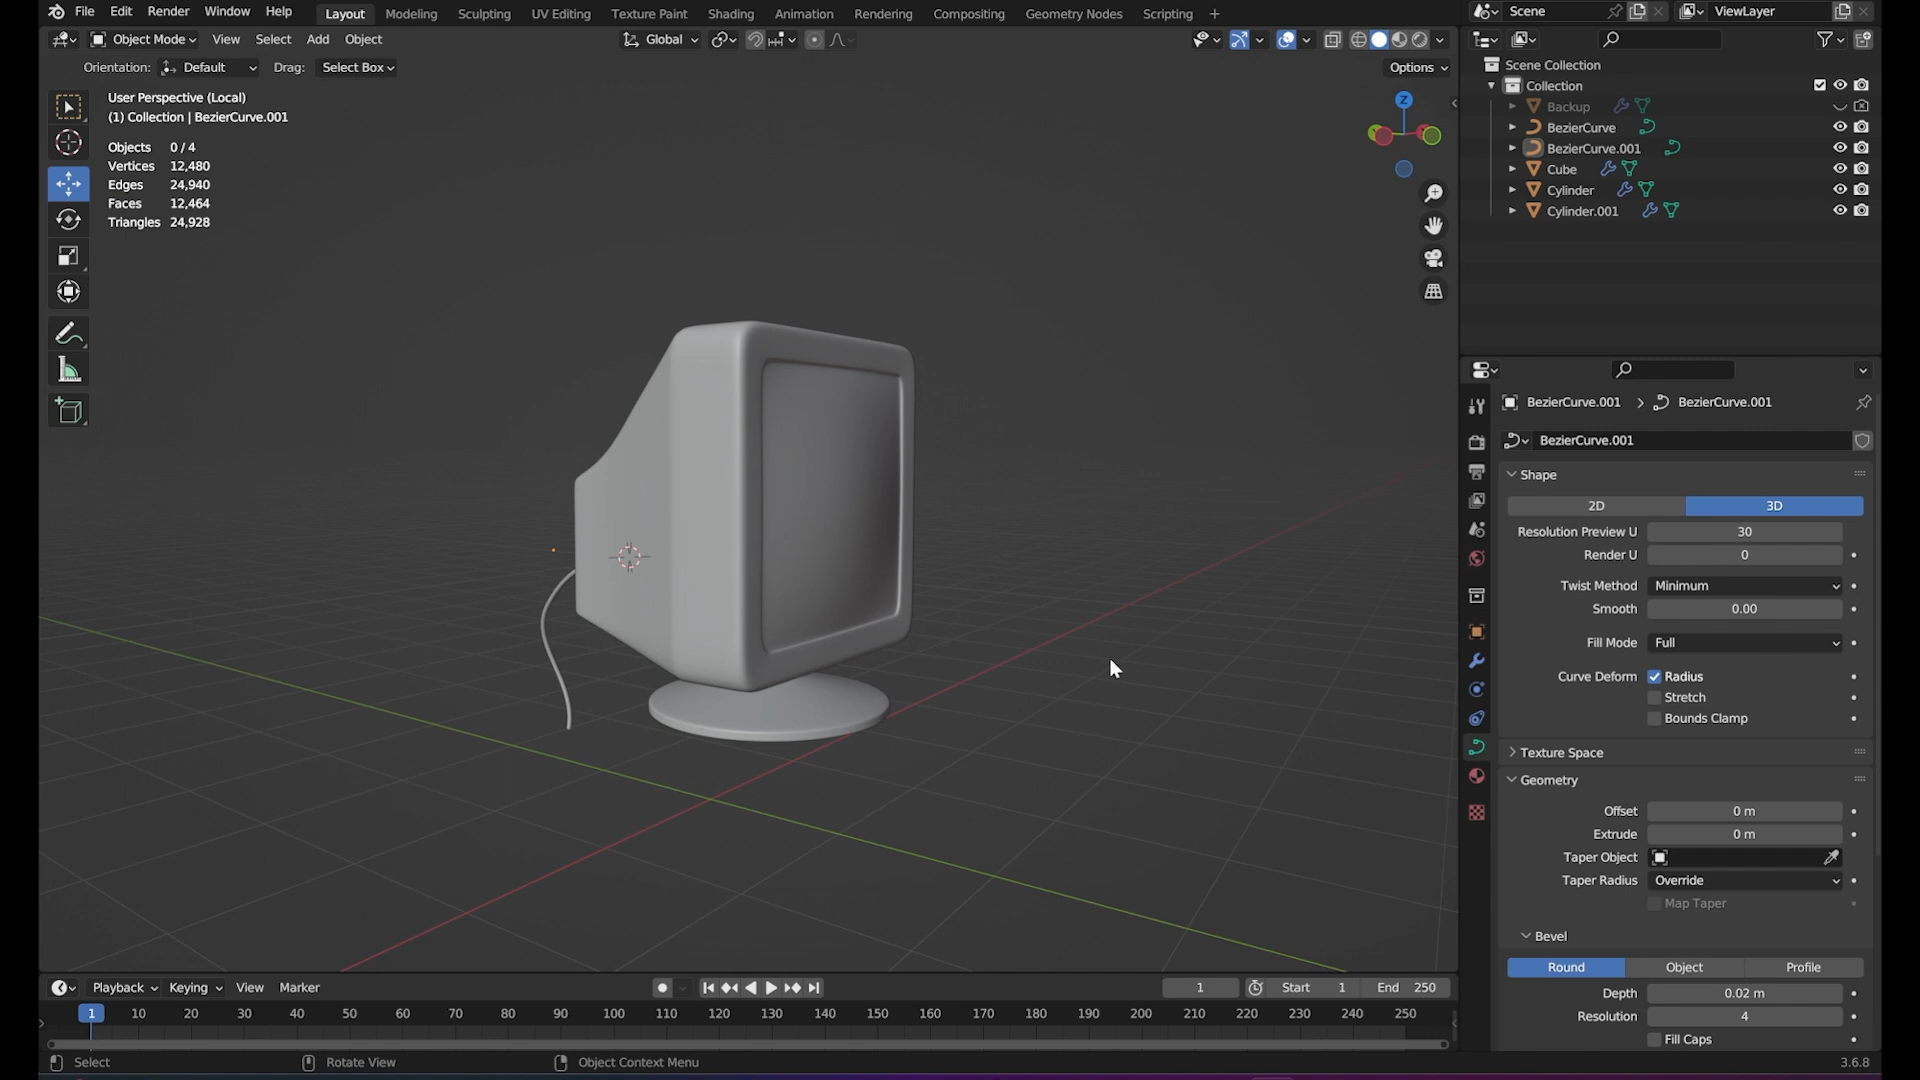 File Edit Render Window Help Layout Modeling Sculpting UV Editing Texture Paint Shading Animation Rendering Compositing Geometry Nodes Scripting + Scene ViewLayer
Object Mode View Select Add Object Global
Orientation: Default Drag: Select Box Options
User Perspective (Local)
(1) Collection | BezierCurve.001
Objects 0 / 4
Vertices 12,480
Edges 24,940
Faces 12,464
Triangles 24,928
Z
Scene Collection
Collection
Backup
BezierCurve
BezierCurve.001
Cube
Cylinder
Cylinder.001
BezierCurve.001 > BezierCurve.001
BezierCurve.001
Shape
2D 3D
Resolution Preview U 30
Render U 0
Twist Method Minimum
Smooth 0.00
Fill Mode Full
Curve Deform Radius
Stretch
Bounds Clamp
Texture Space
Geometry
Offset 0 m
Extrude 0 m
Taper Object
Taper Radius Override
Map Taper
Bevel
Round Object Profile
Depth 0.02 m
Resolution 4
Fill Caps
Playback Keying View Marker 1 Start 1 End 250
1 10 20 30 40 50 60 70 80 90 100 110 120 130 140 150 160 170 180 190 200 210 220 230 240 250
Select Rotate View Object Context Menu 3.6.8